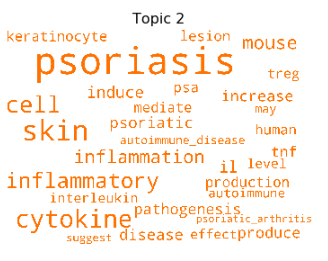 Topic 2
keratinocyte lesion mouse
psoriasis treg
cell induce psa increase
mediate may
skin psoriatic human
autoimmune_disease
inflammation tnf
il level
inflammatory production
interleukin autoimmune
cytokine pathogenesis
psoriatic_arthritis
suggest disease effect produce